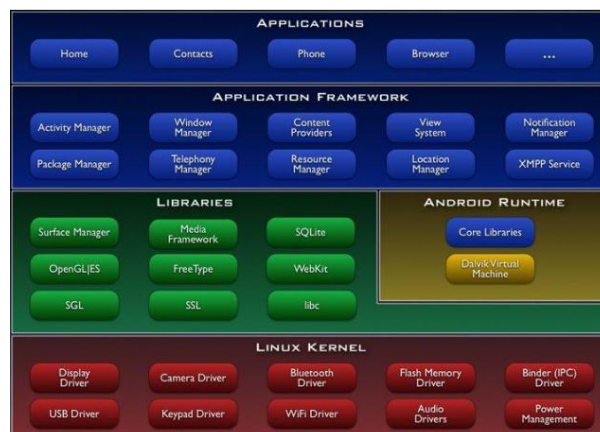 APPLICATIONS
Home
Contacts
Phone
Browser
...
APPLICATION FRAMEWORK
Activity Manager
Window
Manager
Content
Providers
View
System
Notification
Manager
Package Manager
Telephony
Manager
Resource
Manager
Location
Manager
XMPP Service
LIBRARIES
Surface Manager
Media
Framework
SQLite
OpenGL|ES
FreeType
WebKit
SGL
SSL
libc
ANDROID RUNTIME
Core Libraries
Dalvik Virtual
Machine
LINUX KERNEL
Display
Driver
Camera Driver
Bluetooth
Driver
Flash Memory
Driver
Binder (IPC)
Driver
USB Driver
Keypad Driver
WiFi Driver
Audio
Drivers
Power
Management